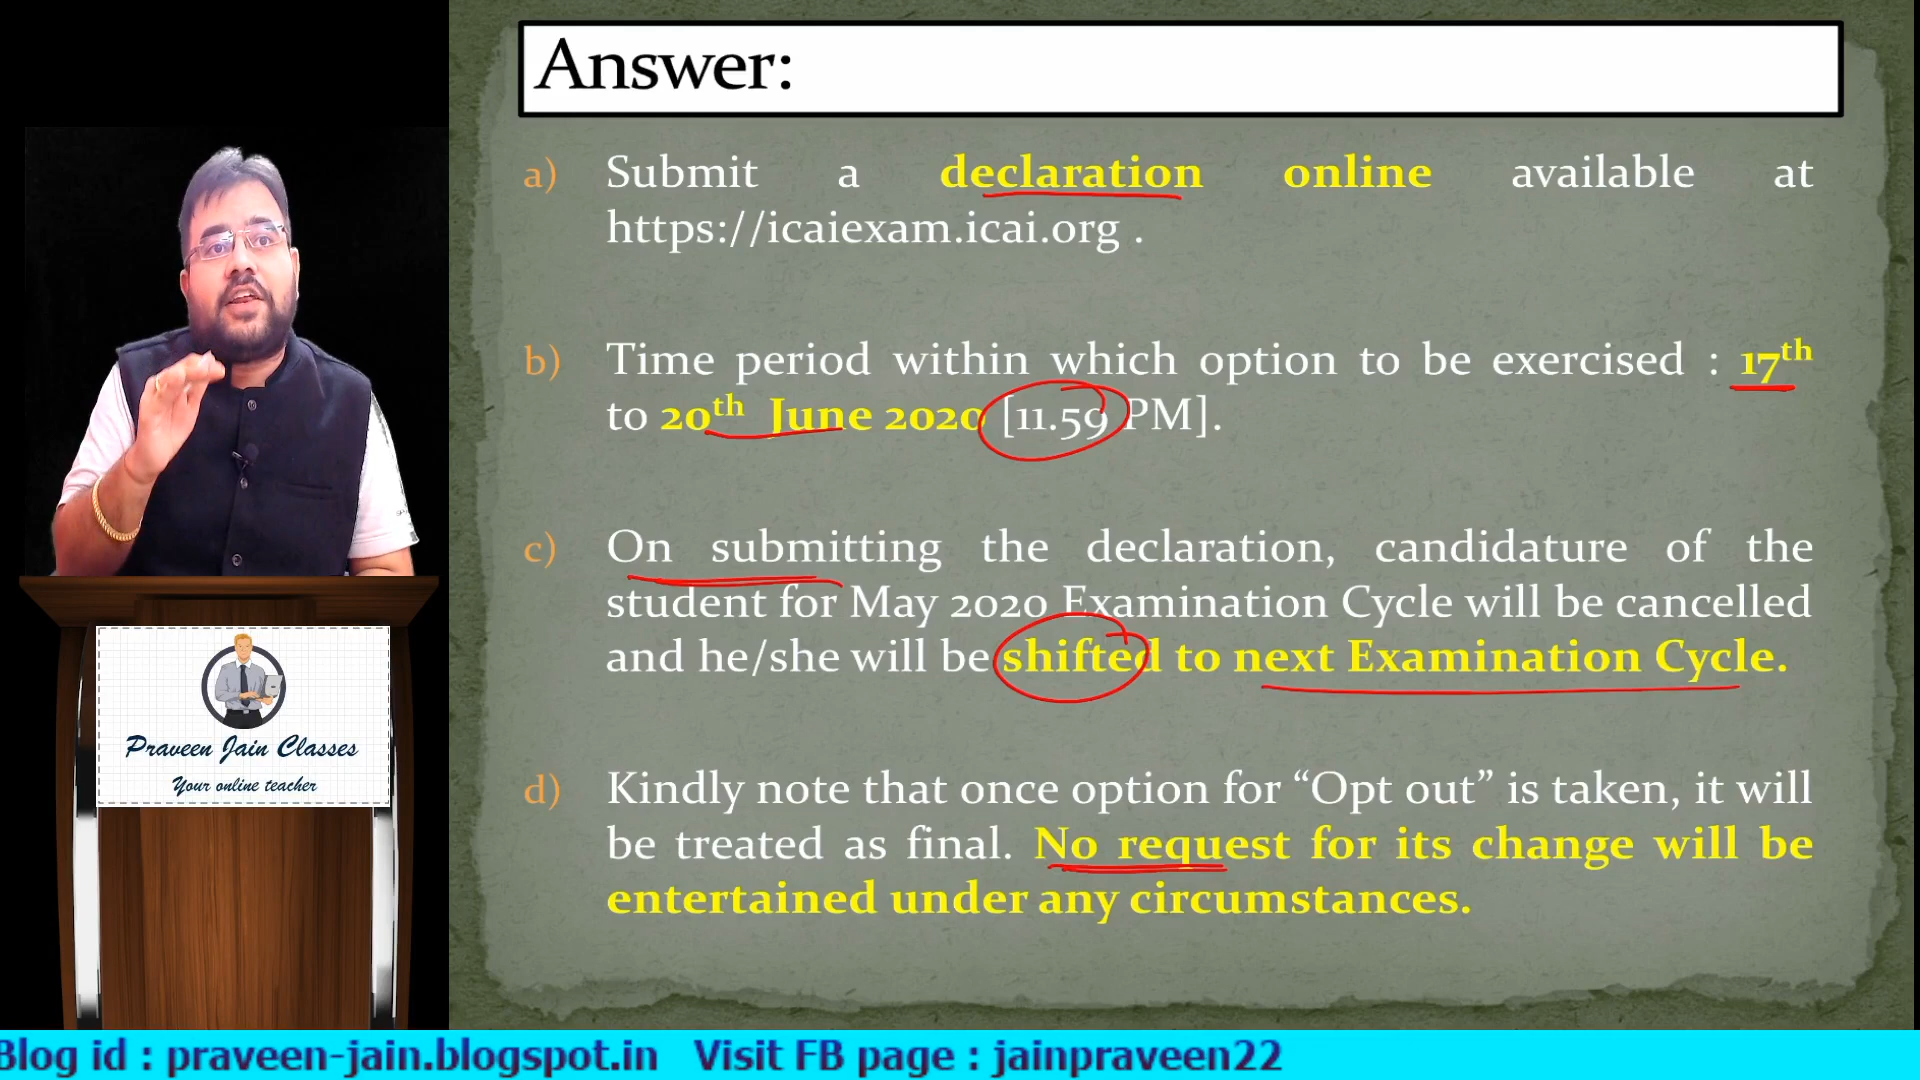 Answer:
a) Submit a declaration online available at
https://icaiexam.icai.org .
b) Time period within which option to be exercised : 17th
to 20th June 2020 [11.59 PM].
c) On submitting the declaration, candidature of the
student for May 2020 Examination Cycle will be cancelled
and he/she will be shifted to next Examination Cycle.
d) Kindly note that once option for “Opt out” is taken, it will
be treated as final. No request for its change will be
entertained under any circumstances.
Praveen Jain Classes
Your online teacher
Blog id : praveen-jain.blogspot.in Visit FB page : jainpraveen22